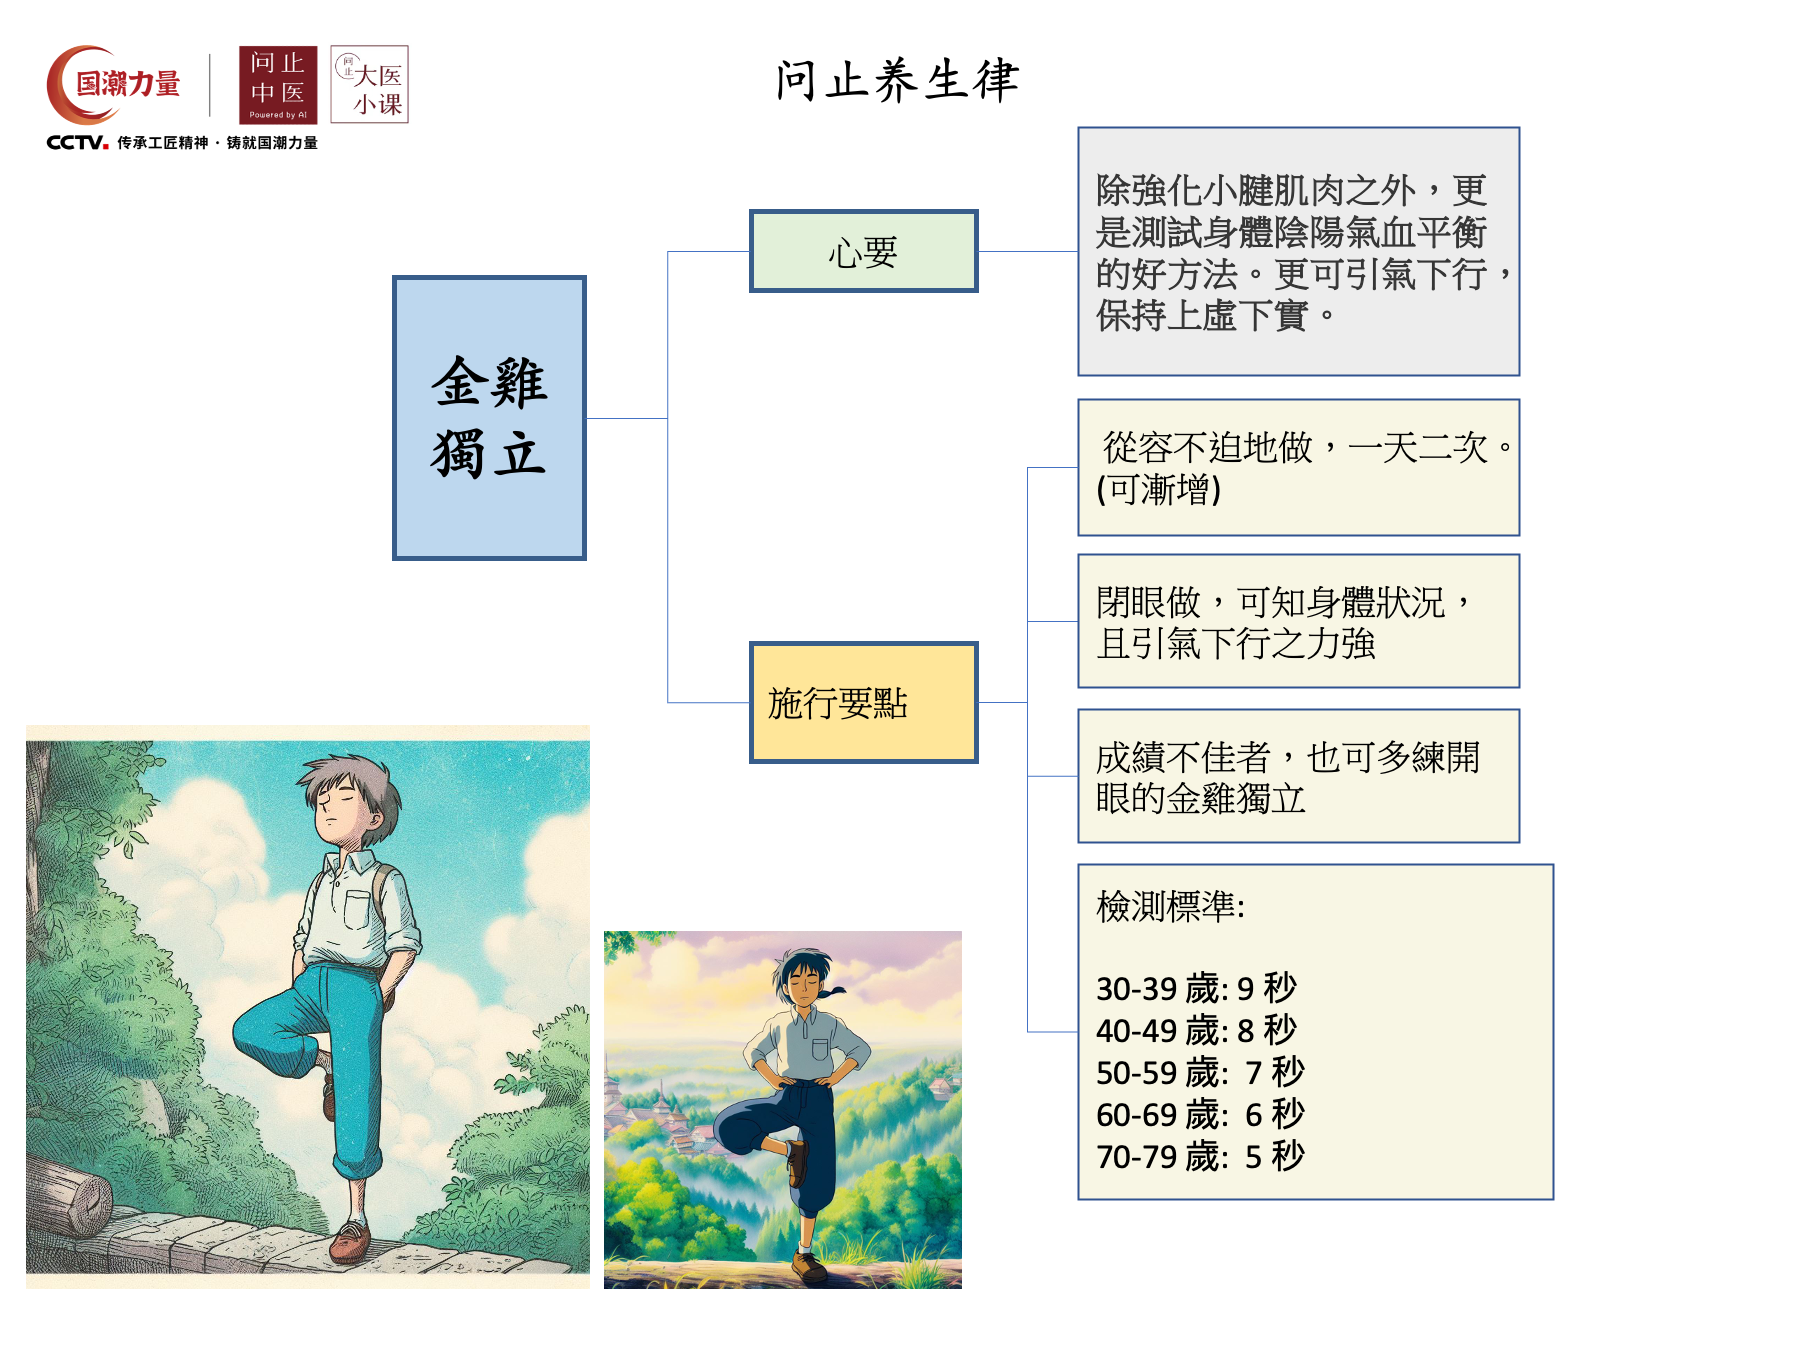 国潮力量
CCTV. 传承工匠精神 · 铸就国潮力量
问止
中医
Powered by AI
问止
大医
小课
问止养生律
金雞
獨立
心要
除強化小腱肌肉之外，更
是測試身體陰陽氣血平衡
的好方法。更可引氣下行，
保持上虛下實。
施行要點
從容不迫地做，一天二次。
(可漸增)
閉眼做，可知身體狀況，
且引氣下行之力強
成績不佳者，也可多練開
眼的金雞獨立
檢測標準:
30-39 歲: 9 秒
40-49 歲: 8 秒
50-59 歲:  7 秒
60-69 歲:  6 秒
70-79 歲:  5 秒